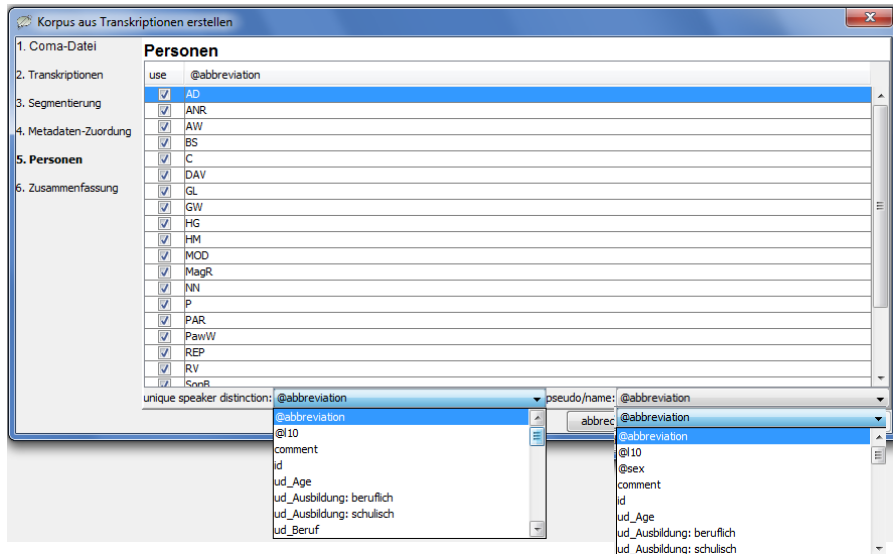 Korpus aus Transkriptionen erstellen
x
1. Coma-Datei
2. Transkriptionen
3. Segmentierung
4. Metadaten-Zuordung
5. Personen
6. Zusammenfassung
Personen
use @abbreviation
AD
ANR
AW
BS
C
DAV
GL
GW
HG
HM
MOD
MagR
NN
P
PAR
PawW
REP
RV
SopB
unique speaker distinction: @abbreviation
@abbreviation
@l10
comment
id
ud_Age
ud_Ausbildung: beruflich
ud_Ausbildung: schulisch
ud_Beruf
pseudo/name: @abbreviation
abbrec
@abbreviation
@abbreviation
@l10
@sex
comment
id
ud_Age
ud_Ausbildung: beruflich
ud_Ausbildung: schulisch